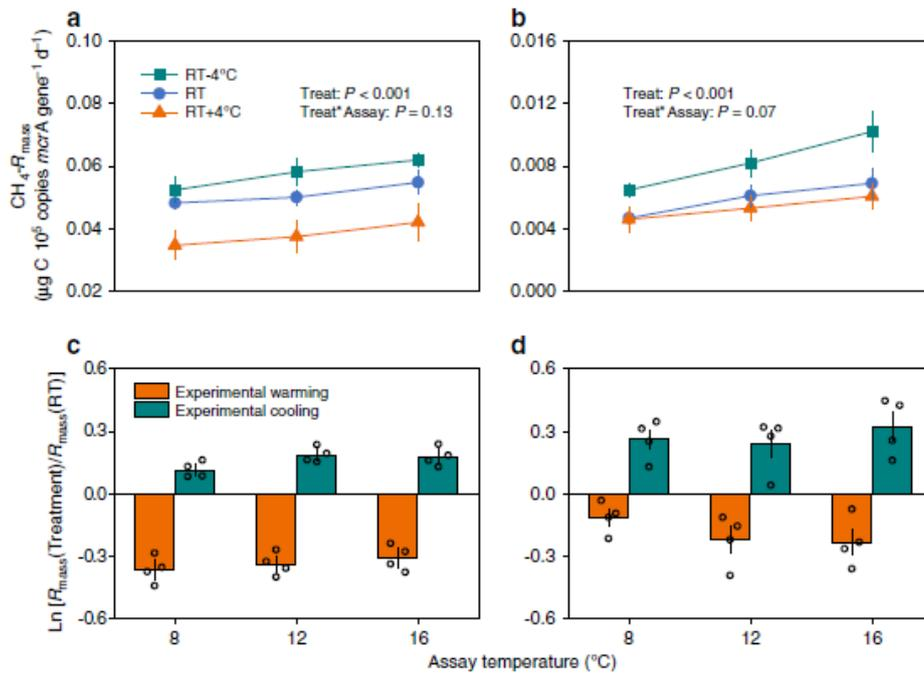 a
b
0.10
0.08
0.06
0.04
0.02
CH₄-Rmass
(µg C 10⁵ copies mcrA gene⁻¹ d⁻¹)
RT-4°C
RT
RT+4°C
Treat: P < 0.001
Treat*Assay: P = 0.13
0.016
0.012
0.008
0.004
0.000
Treat: P < 0.001
Treat*Assay: P = 0.07
c
d
0.6
0.3
0.0
-0.3
-0.6
Ln [Rmass(Treatment)/Rmass(RT)]
Experimental warming
Experimental cooling
8
12
16
0.6
0.3
0.0
-0.3
-0.6
8
12
16
Assay temperature (°C)